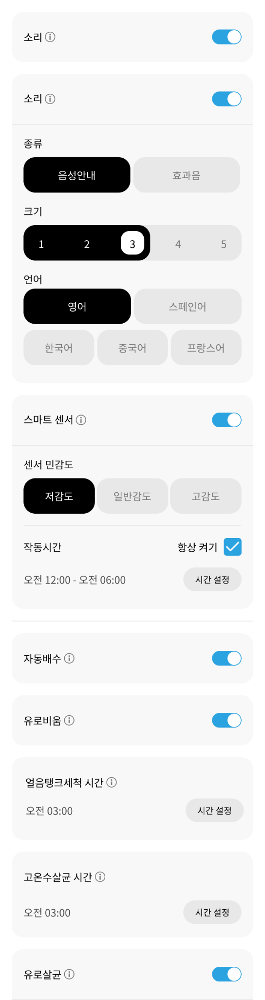 소리
소리
종류
음성안내 효과음
크기
1 2 3 4 5
언어
영어 스페인어
한국어 중국어 프랑스어
스마트 센서
센서 민감도
저감도 일반감도 고감도
작동시간 항상 켜기
오전 12:00 - 오전 06:00 시간 설정
자동배수
유로비움
얼음탱크세척 시간
오전 03:00 시간 설정
고온수살균 시간
오전 03:00 시간 설정
유로살균